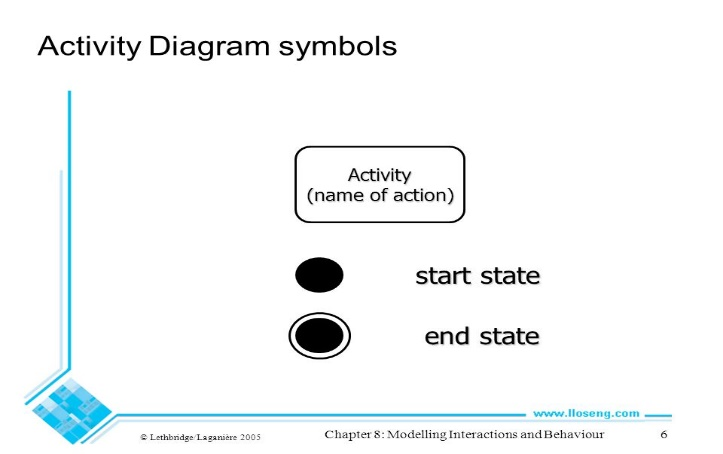 Activity Diagram symbols
Activity
(name of action)
start state
end state
www.lloseng.com
© Lethbridge/Laganière 2005
Chapter 8: Modelling Interactions and Behaviour
6